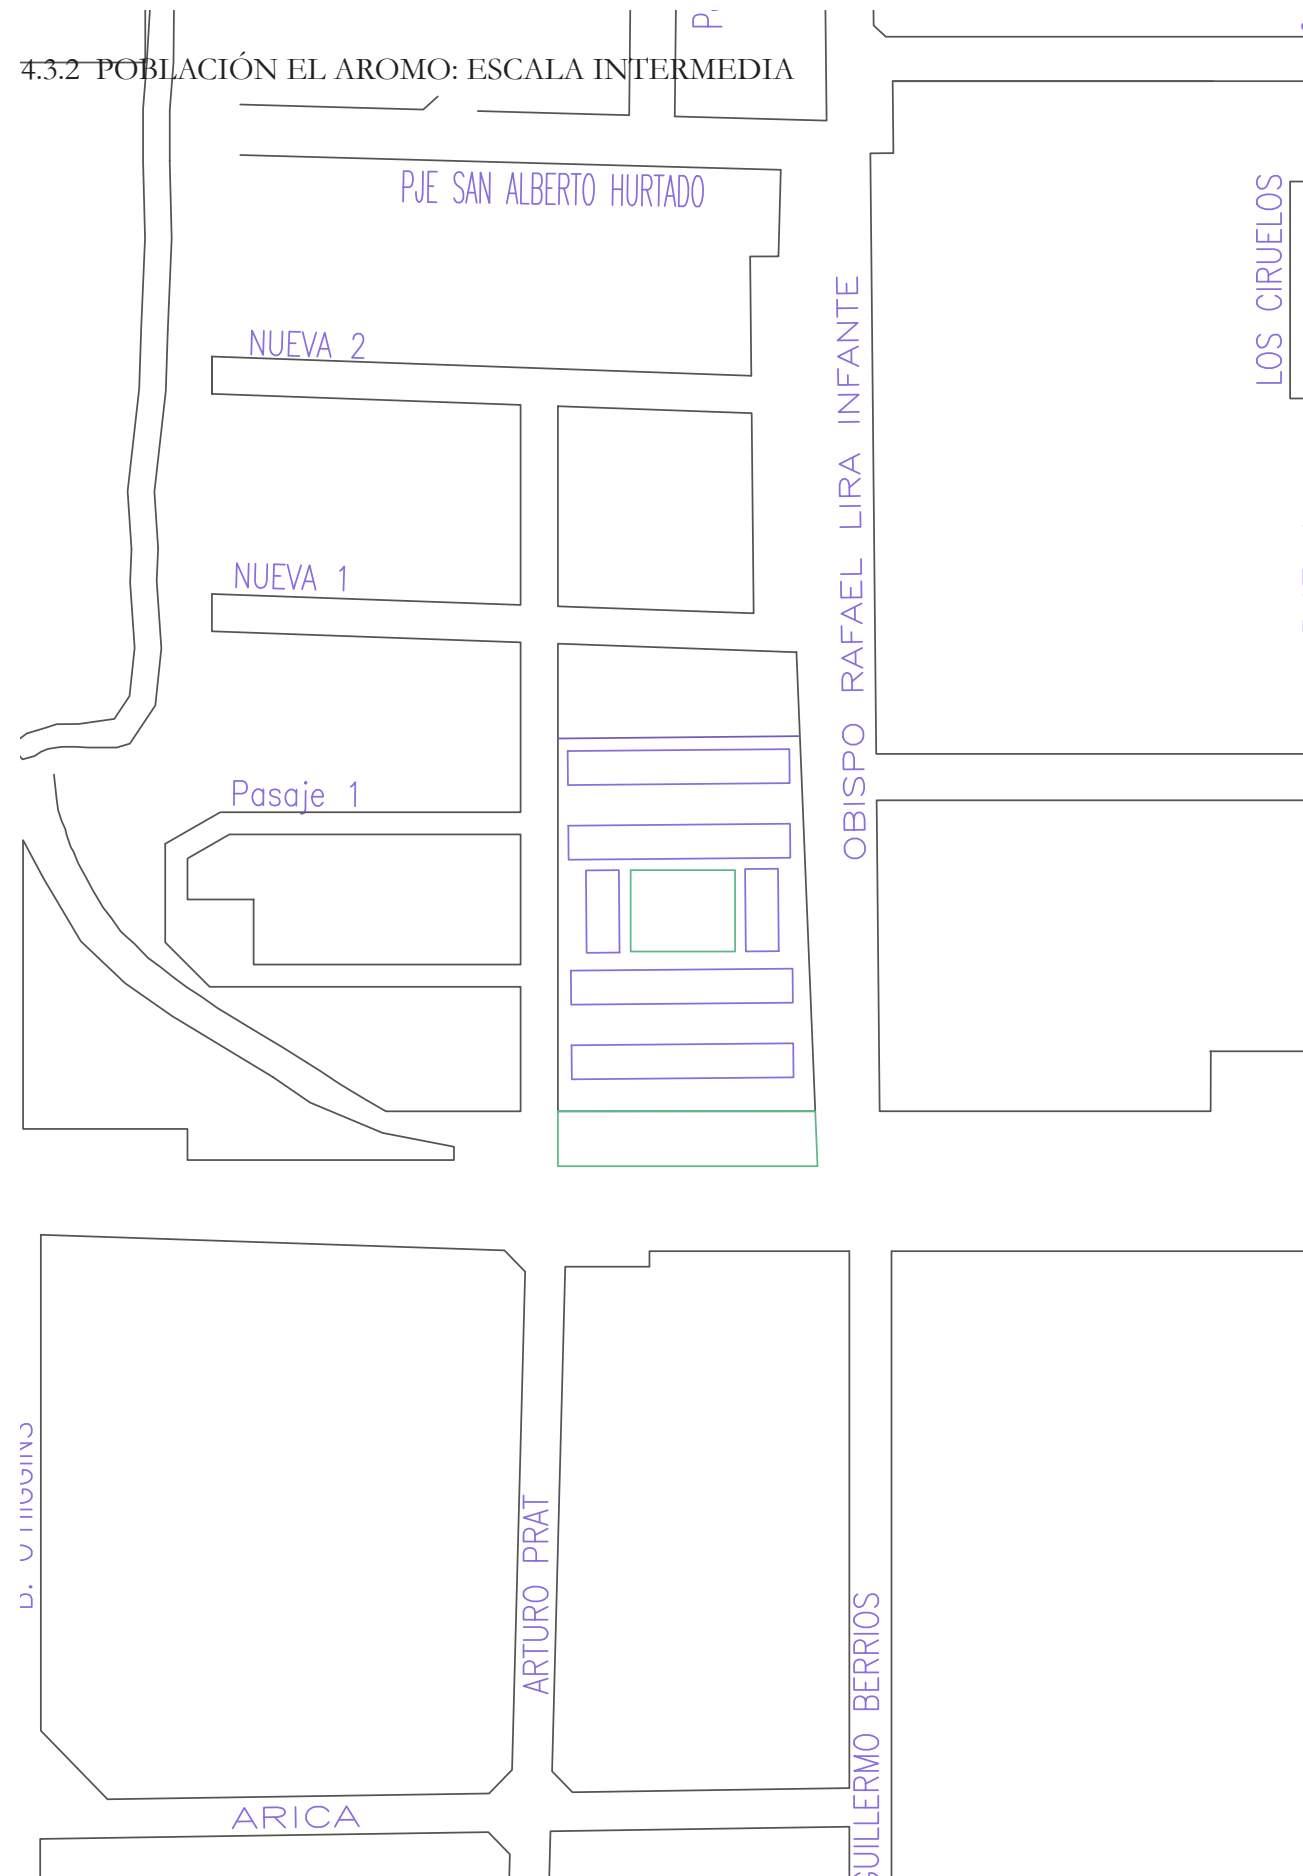 4.3.2 POBLACIÓN EL AROMO: ESCALA INTERMEDIA
PJE SAN ALBERTO HURTADO
LOS CIRUELOS
OBISPO RAFAEL LIRA INFANTE
NUEVA 2
NUEVA 1
Pasaje 1
ARTURO PRAT
GUILLERMO BERRIOS
ARICA